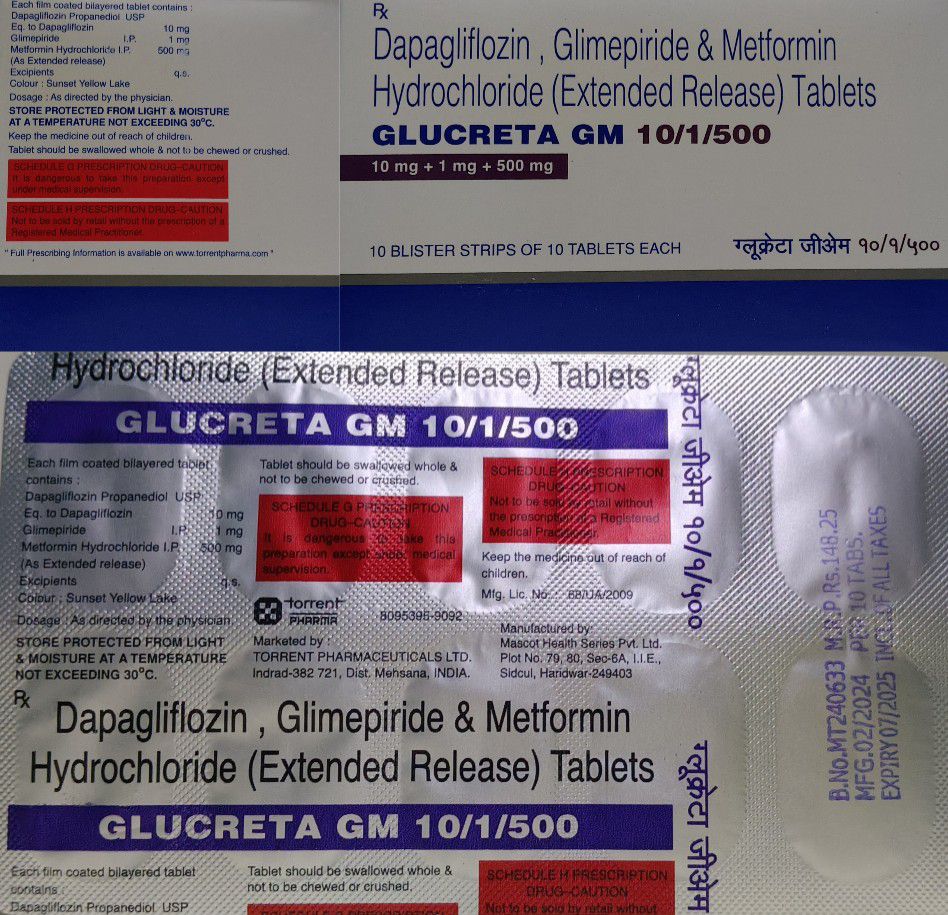 Each film coated bilayered tablet contains :
Dapagliflozin Propanediol USP
Eq. to Dapagliflozin 10 mg
Glimepiride I.P. 1 mg
Metformin Hydrochloride I.P. 500 mg
(As Extended release)
Excipients q.s.
Colour : Sunset Yellow Lake
Dosage : As directed by the physician.
STORE PROTECTED FROM LIGHT & MOISTURE
AT A TEMPERATURE NOT EXCEEDING 30°C.
Keep the medicine out of reach of children.
Tablet should be swallowed whole & not to be chewed or crushed.
SCHEDULE G PRESCRIPTION DRUG-CAUTION
It is dangerous to take this preparation except
under medical supervision.
SCHEDULE H PRESCRIPTION DRUG-CAUTION
Not to be sold by retail without the prescription of a
Registered Medical Practitioner.
" Full Prescribing Information is available on www.torrentpharma.com "
Rx
Dapagliflozin , Glimepiride & Metformin
Hydrochloride (Extended Release) Tablets
GLUCRETA GM 10/1/500
10 mg + 1 mg + 500 mg
10 BLISTER STRIPS OF 10 TABLETS EACH
ग्लूक्रेटा जीएम १०/१/५००
Hydrochloride (Extended Release) Tablets
GLUCRETA GM 10/1/500
Each film coated bilayered tablet
contains :
Dapagliflozin Propanediol USP
Eq. to Dapagliflozin 10 mg
Glimepiride I.P. 1 mg
Metformin Hydrochloride I.P. 500 mg
(As Extended release)
Excipients q.s.
Colour : Sunset Yellow Lake
Dosage : As directed by the physician.
STORE PROTECTED FROM LIGHT
& MOISTURE AT A TEMPERATURE
NOT EXCEEDING 30°C.
Tablet should be swallowed whole &
not to be chewed or crushed.
SCHEDULE G PRESCRIPTION
DRUG-CAUTION
It is dangerous to take this
preparation except under medical
supervision.
torrent
PHARMA
8095395-9092
Marketed by :
TORRENT PHARMACEUTICALS LTD.
Indrad-382 721, Dist. Mehsana, INDIA.
SCHEDULE H PRESCRIPTION
DRUG-CAUTION
Not to be sold by retail without
the prescription of a Registered
Medical Practitioner.
Keep the medicine out of reach of
children.
Mfg. Lic. No. : 68/UA/2009
Manufactured by:
Mascot Health Series Pvt. Ltd.
Plot No. 79, 80, Sec-6A, I.I.E.,
Sidcul, Haridwar-249403
ग्लूक्रेटा जीएम १०/१/५००
B.No.MT240633 M.R.P.Rs.148.25
MFG.02/2024 PER 10 TABS.
EXPIRY07/2025 INCL.OF ALL TAXES
Rx
Dapagliflozin , Glimepiride & Metformin
Hydrochloride (Extended Release) Tablets
GLUCRETA GM 10/1/500
Each film coated bilayered tablet
contains :
Dapagliflozin Propanediol USP
Tablet should be swallowed whole &
not to be chewed or crushed.
SCHEDULE G PRESCRIPTION
SCHEDULE H PRESCRIPTION
DRUG-CAUTION
Not to be sold by retail without
ग्लूक्रेटा जीएम